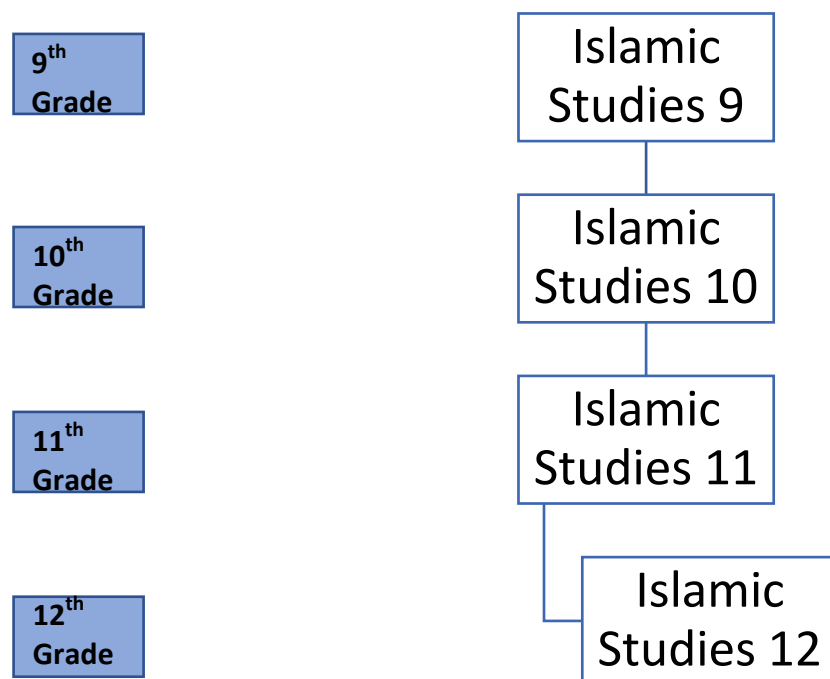 9th
Grade
Islamic
Studies 9
10th
Grade
Islamic
Studies 10
11th
Grade
Islamic
Studies 11
12th
Grade
Islamic
Studies 12